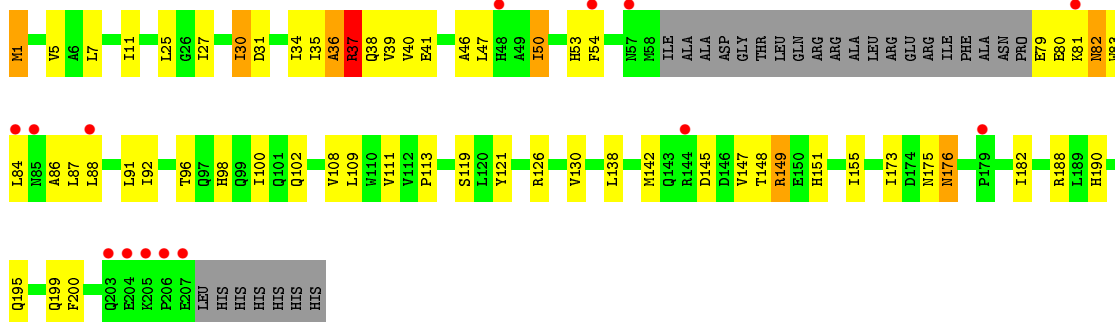 M1 V5 A6 L7 I11 L25 G26 I27 I30 D31 I34 I35 A36 R37 Q38 V39 V40 E41 A46 L47 H48 A49 I50 H53 F54 N57 M58 ILE ALA ALA ASP GLY THR LEU GLN ARG ARG ALA LEU ARG GLU ARG ILE PHE ALA ASN PRO E79 E80 K81 N82 W83
L84 N85 A86 L87 L88 L91 I92 T96 Q97 H98 Q99 I100 Q101 Q102 V108 L109 W110 V111 V112 P113 S119 L120 Y121 R126 V130 L138 M142 Q143 R144 D145 D146 V147 T148 R149 E150 H151 I155 I173 D174 N175 N176 P179 I182 R188 L189 H190
Q195 Q199 F200 Q203 E204 K205 P206 E207 LEU HIS HIS HIS HIS HIS HIS